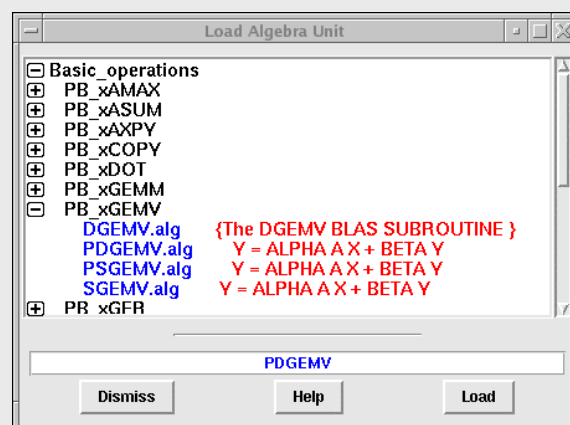 Load Algebra Unit
Basic_operations
PB_xAMAX
PB_xASUM
PB_xAXPY
PB_xCOPY
PB_xDOT
PB_xGEMM
PB_xGEMV
DGEMV.alg {The DGEMV BLAS SUBROUTINE }
PDGEMV.alg Y = ALPHA A X + BETA Y
PSGEMV.alg Y = ALPHA A X + BETA Y
SGEMV.alg Y = ALPHA A X + BETA Y
PB_xGER
PDGEMV
Dismiss Help Load